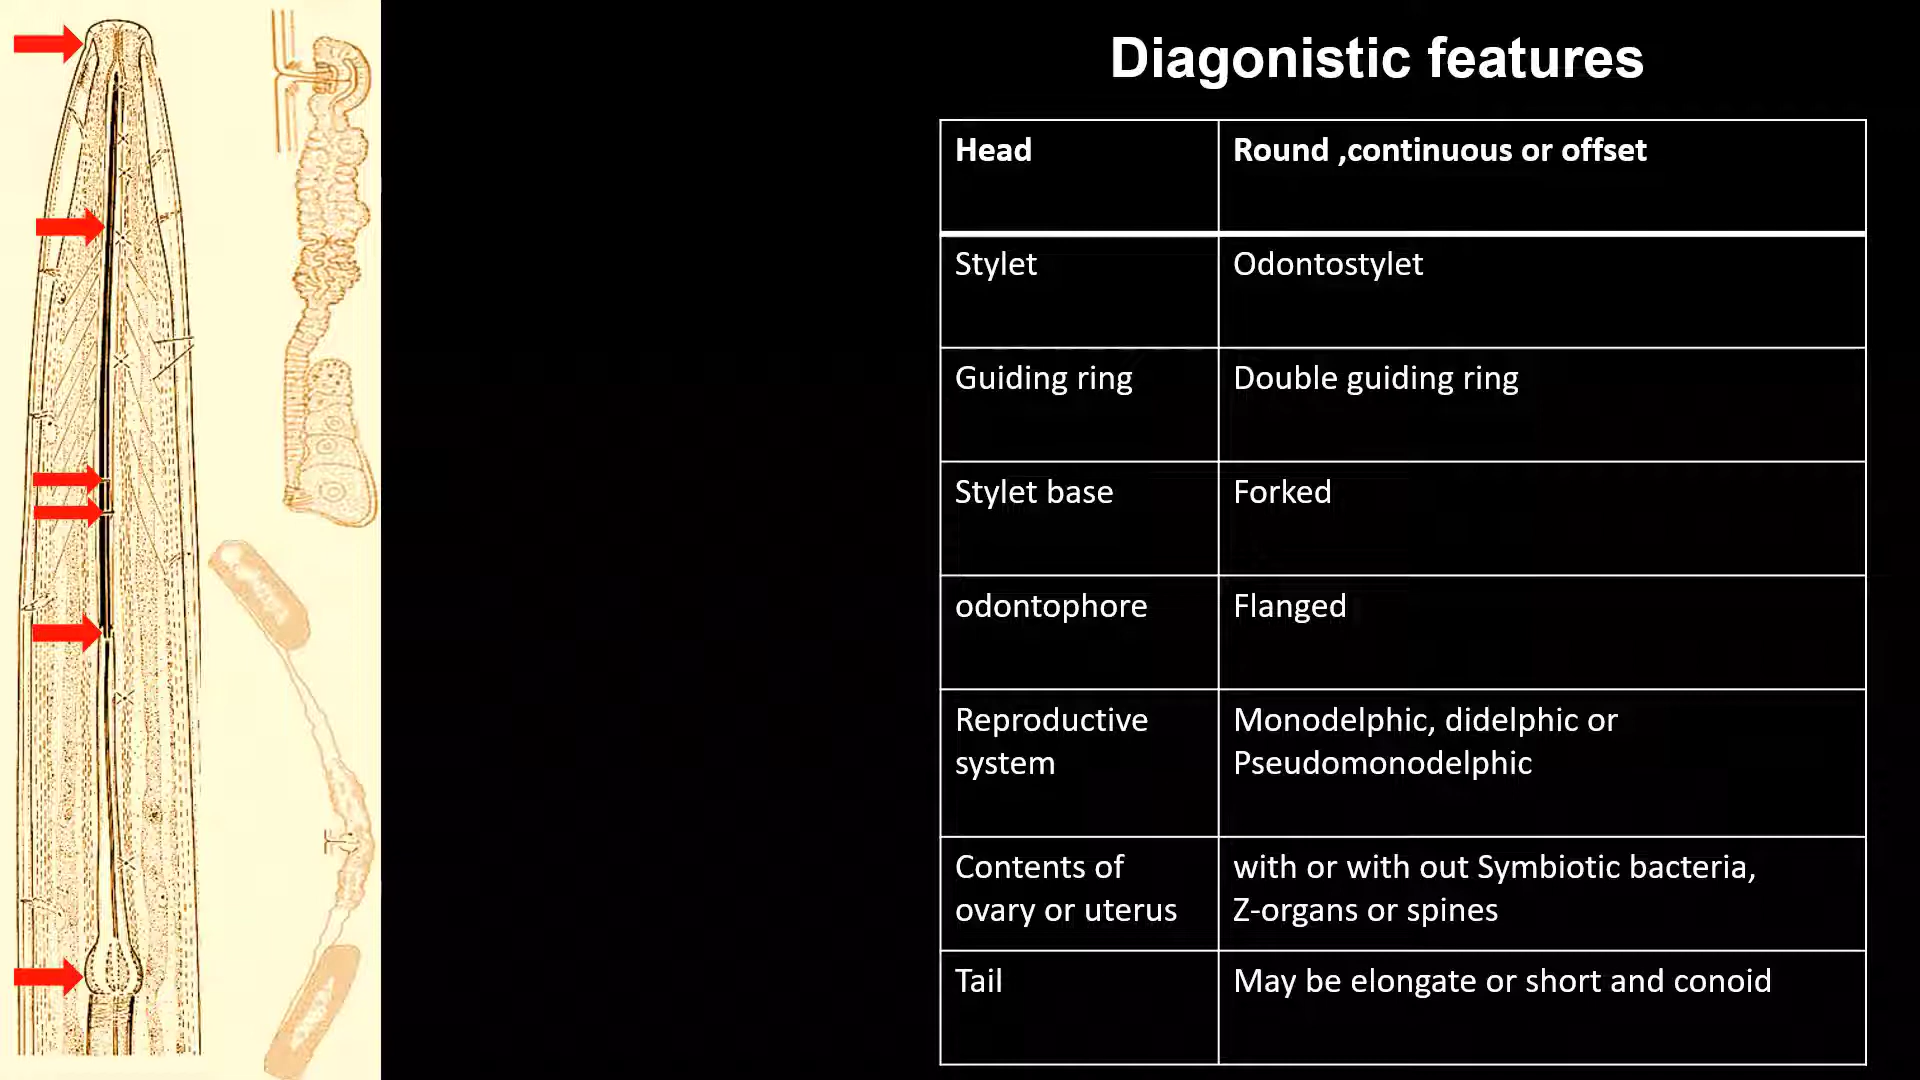 Diagonistic features
Head
Round ,continuous or offset
Stylet
Odontostylet
Guiding ring
Double guiding ring
Stylet base
Forked
odontophore
Flanged
Reproductive
system
Monodelphic, didelphic or
Pseudomonodelphic
Contents of
ovary or uterus
with or with out Symbiotic bacteria,
Z-organs or spines
Tail
May be elongate or short and conoid